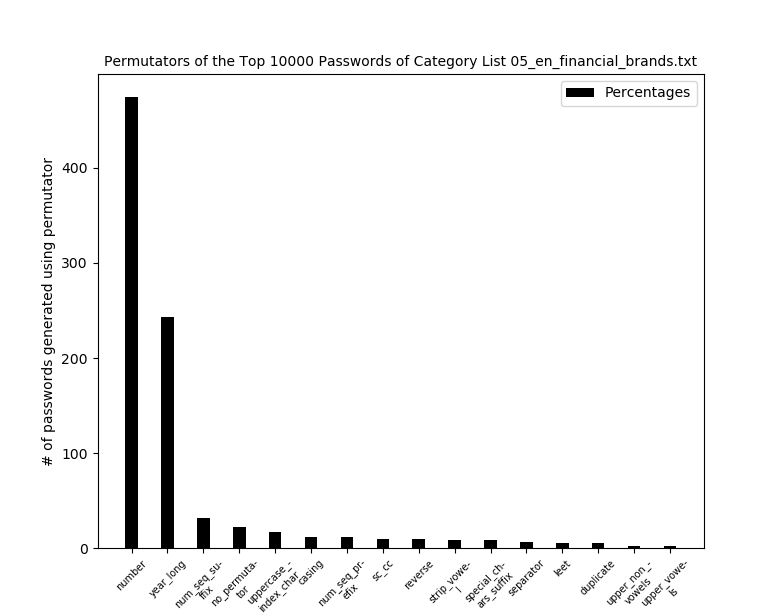 Permutators of the Top 10000 Passwords of Category List 05_en_financial_brands.txt
Percentages
# of passwords generated using permutator
400
300
200
100
0
number
year_long
num_seq_su-
ffix
no_permuta-
tor
uppercase_-
index_char
casing
num_seq_pr-
efix
sc_cc
reverse
strip_vowe-
l
special_ch-
ars_suffix
separator
leet
duplicate
upper_non_-
vowels
upper_vowe-
ls